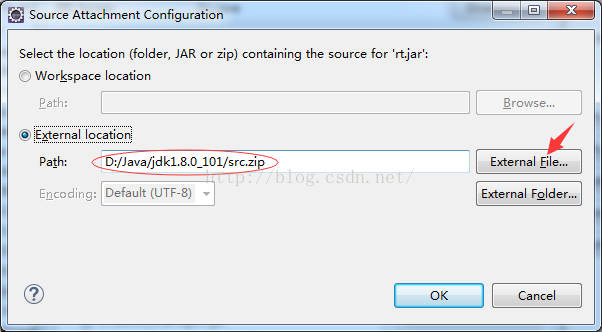 Source Attachment Configuration
Select the location (folder, JAR or zip) containing the source for 'rt.jar':
Workspace location
Path:
Browse...
External location
Path: D:/Java/jdk1.8.0_101/src.zip
External File...
http://blog.csdn.net/
Encoding: Default (UTF-8)
External Folder...
?
OK
Cancel